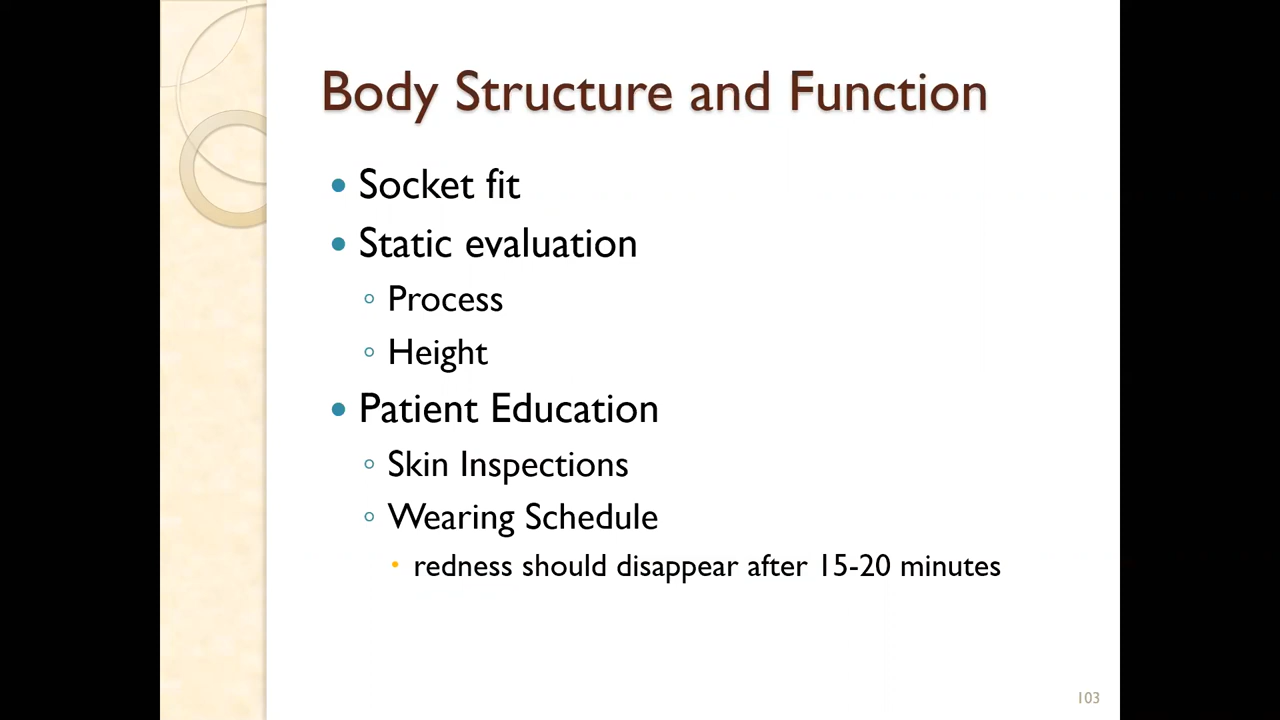 Body Structure and Function
• Socket fit
• Static evaluation
◦ Process
◦ Height
• Patient Education
◦ Skin Inspections
◦ Wearing Schedule
• redness should disappear after 15-20 minutes
103